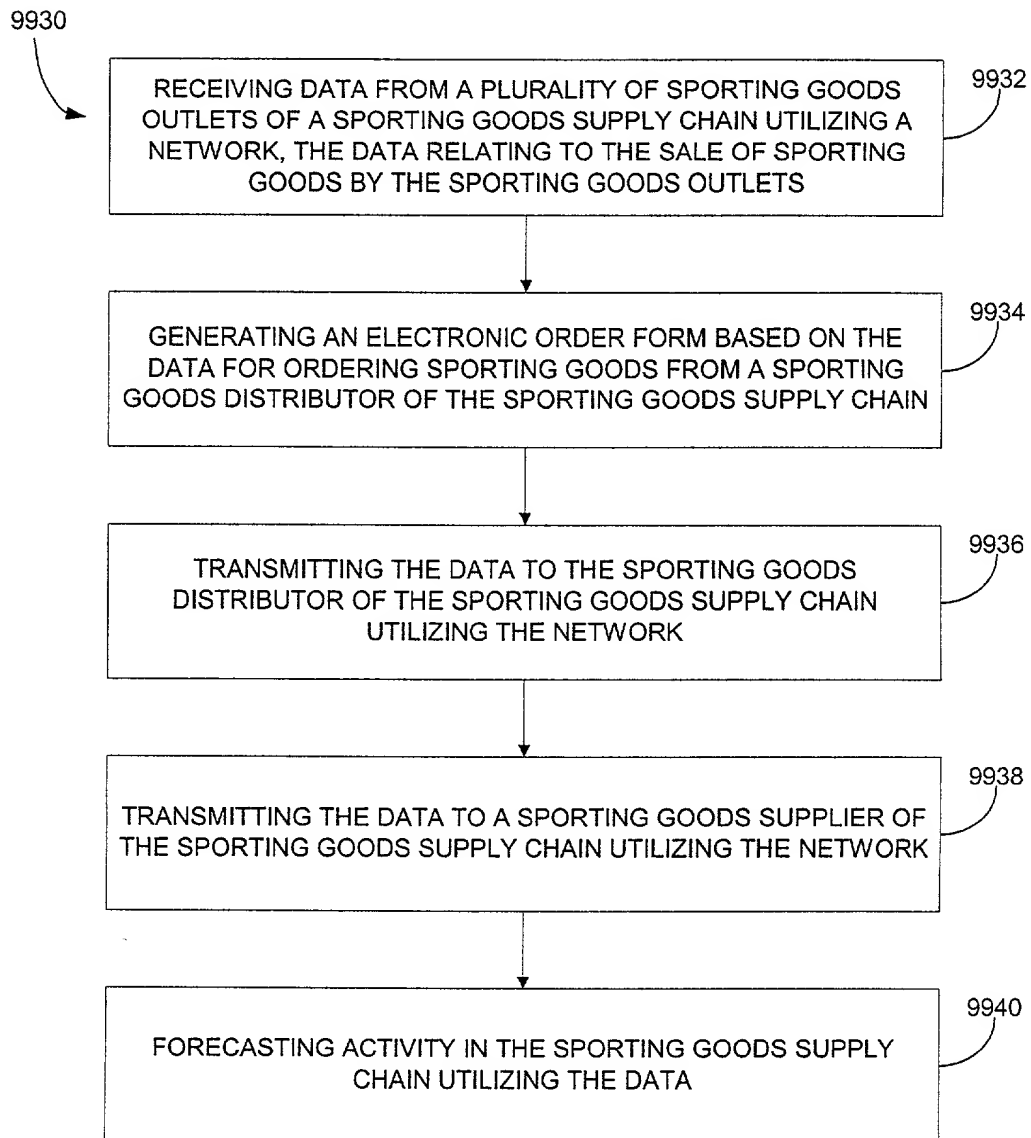 9930
9932
RECEIVING DATA FROM A PLURALITY OF SPORTING GOODS
OUTLETS OF A SPORTING GOODS SUPPLY CHAIN UTILIZING A
NETWORK, THE DATA RELATING TO THE SALE OF SPORTING
GOODS BY THE SPORTING GOODS OUTLETS
9934
GENERATING AN ELECTRONIC ORDER FORM BASED ON THE
DATA FOR ORDERING SPORTING GOODS FROM A SPORTING
GOODS DISTRIBUTOR OF THE SPORTING GOODS SUPPLY CHAIN
9936
TRANSMITTING THE DATA TO THE SPORTING GOODS
DISTRIBUTOR OF THE SPORTING GOODS SUPPLY CHAIN
UTILIZING THE NETWORK
9938
TRANSMITTING THE DATA TO A SPORTING GOODS SUPPLIER OF
THE SPORTING GOODS SUPPLY CHAIN UTILIZING THE NETWORK
9940
FORECASTING ACTIVITY IN THE SPORTING GOODS SUPPLY
CHAIN UTILIZING THE DATA